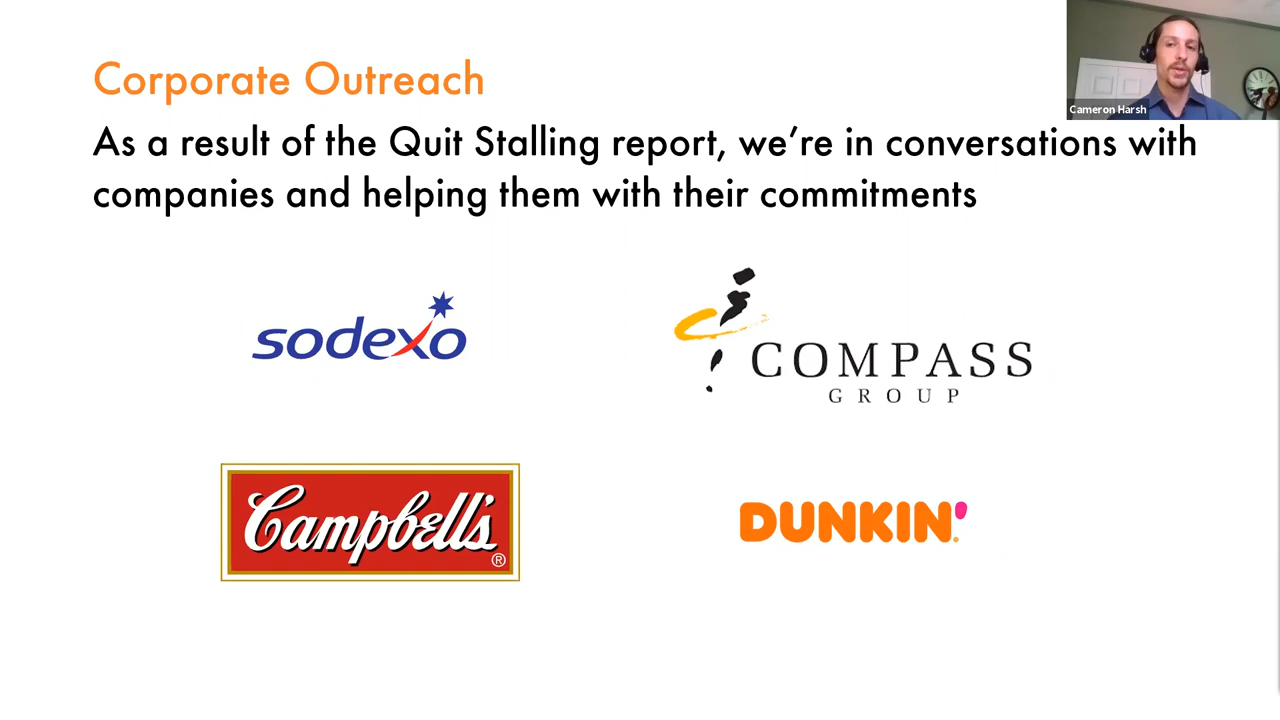 Corporate Outreach
Cameron Harsh
As a result of the Quit Stalling report, we’re in conversations with
companies and helping them with their commitments
sodexo
COMPASS
GROUP
Campbell's®
DUNKIN'